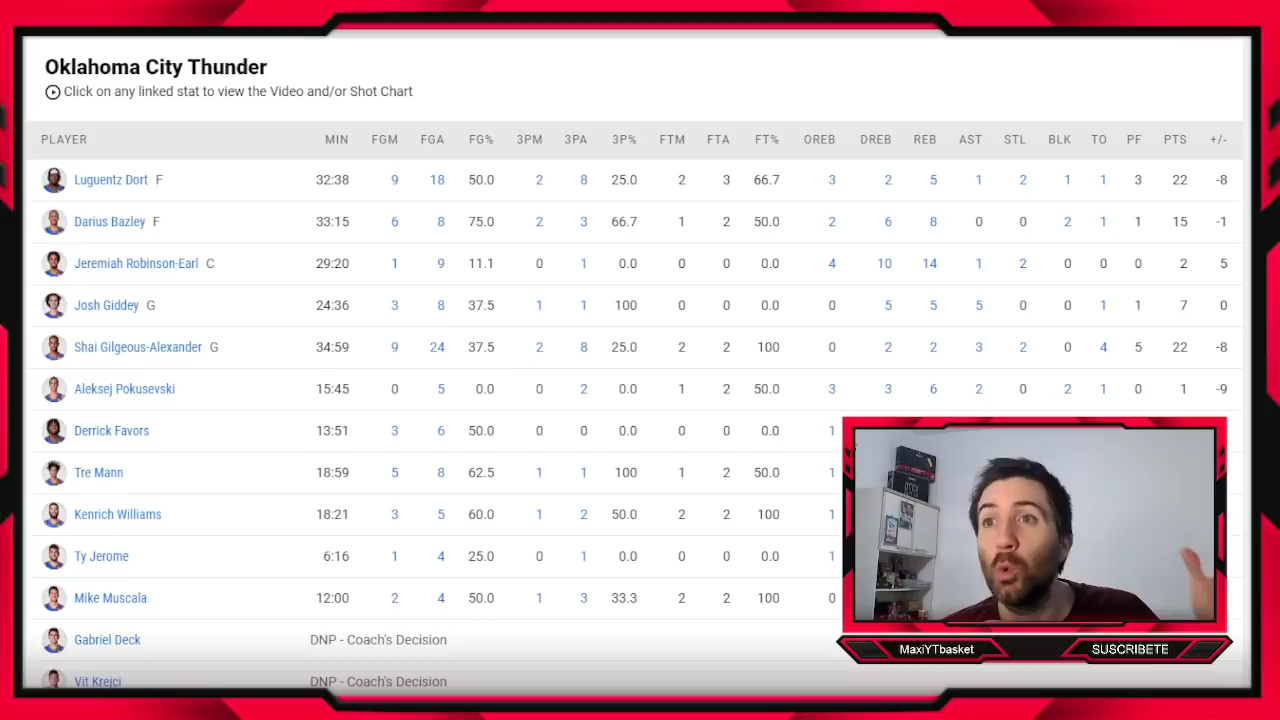 Oklahoma City Thunder
Click on any linked stat to view the Video and/or Shot Chart
PLAYER MIN FGM FGA FG% 3PM 3PA 3P% FTM FTA FT% OREB DREB REB AST STL BLK TO PF PTS +/-
Luguentz Dort F 32:38 9 18 50.0 2 8 25.0 2 3 66.7 3 2 5 1 2 1 1 3 22 -8
Darius Bazley F 33:15 6 8 75.0 2 3 66.7 1 2 50.0 2 6 8 0 0 2 1 1 15 -1
Jeremiah Robinson-Earl C 29:20 1 9 11.1 0 1 0.0 0 0 0.0 4 10 14 1 2 0 0 0 2 5
Josh Giddey G 24:36 3 8 37.5 1 1 100 0 0 0.0 0 5 5 5 0 0 1 1 7 0
Shai Gilgeous-Alexander G 34:59 9 24 37.5 2 8 25.0 2 2 100 0 2 2 3 2 0 4 5 22 -8
Aleksej Pokusevski 15:45 0 5 0.0 0 2 0.0 1 2 50.0 3 3 6 2 0 2 1 0 1 -9
Derrick Favors 13:51 3 6 50.0 0 0 0.0 0 0 0.0 1
Tre Mann 18:59 5 8 62.5 1 1 100 1 2 50.0 1
Kenrich Williams 18:21 3 5 60.0 1 2 50.0 2 2 100 1
Ty Jerome 6:16 1 4 25.0 0 1 0.0 0 0 0.0 1
Mike Muscala 12:00 2 4 50.0 1 3 33.3 2 2 100 0
Gabriel Deck DNP - Coach's Decision
Vit Krejci DNP - Coach's Decision
MaxiYTbasket
SUSCRIBETE